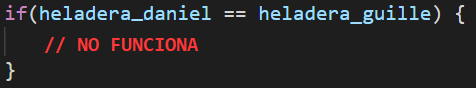 if(heladera_daniel == heladera_guille) {
// NO FUNCIONA
}